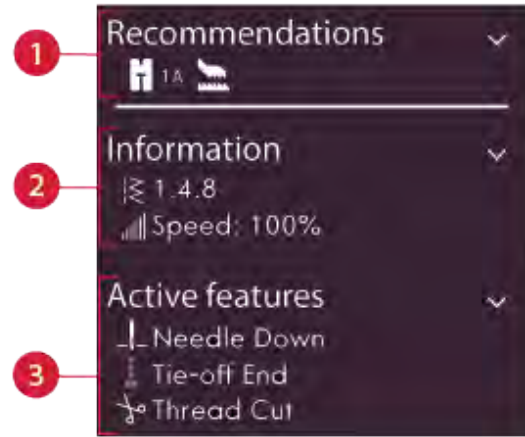 1
Recommendations
1A
2
Information
1.4.8
Speed: 100%
3
Active features
Needle Down
Tie-off End
Thread Cut